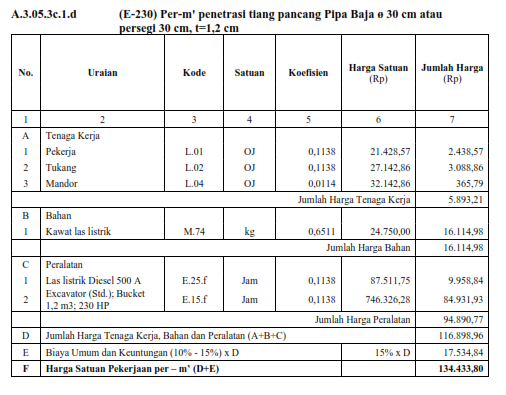 A.3.05.3c.1.d (E-230) Per-m' penetrasi tiang pancang Pipa Baja ø 30 cm atau
persegi 30 cm, t=1,2 cm
No. Uraian Kode Satuan Koefisien Harga Satuan (Rp) Jumlah Harga (Rp)
1 2 3 4 5 6 7
A Tenaga Kerja
1 Pekerja L.01 OJ 0,1138 21.428,57 2.438,57
2 Tukang L.02 OJ 0,1138 27.142,86 3.088,86
3 Mandor L.04 OJ 0,0114 32.142,86 365,79
Jumlah Harga Tenaga Kerja 5.893,21
B Bahan
1 Kawat las listrik M.74 kg 0,6511 24.750,00 16.114,98
Jumlah Harga Bahan 16.114,98
C Peralatan
1 Las listrik Diesel 500 A E.25.f Jam 0,1138 87.511,75 9.958,84
2 Excavator (Std.); Bucket
1,2 m3; 230 HP E.15.f Jam 0,1138 746.326,28 84.931,93
Jumlah Harga Peralatan 94.890,77
D Jumlah Harga Tenaga Kerja, Bahan dan Peralatan (A+B+C) 116.898,96
E Biaya Umum dan Keuntungan (10% - 15%) x D 15% x D 17.534,84
F Harga Satuan Pekerjaan per – m' (D+E) 134.433,80